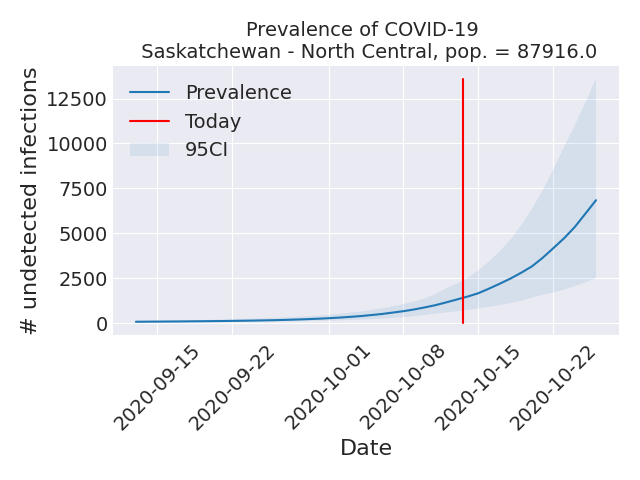 Prevalence of COVID-19
Saskatchewan - North Central, pop. = 87916.0
Prevalence
Today
95CI
12500
10000
7500
5000
2500
0
# undetected infections
2020-09-15
2020-09-22
2020-10-01
2020-10-08
2020-10-15
2020-10-22
Date